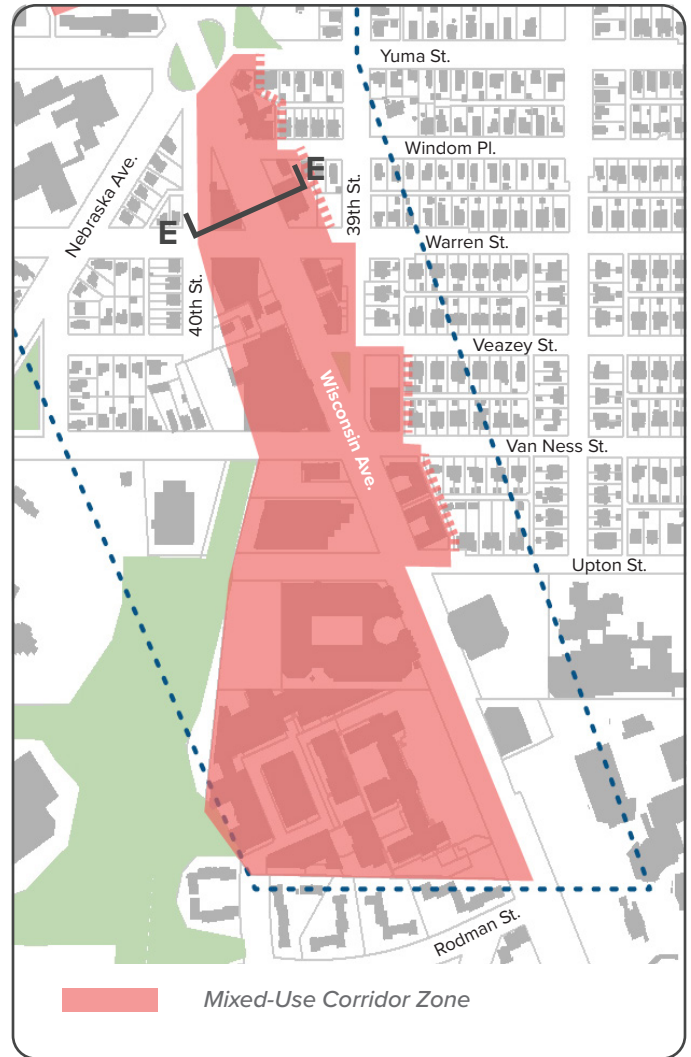 Yuma St.
Windom Pl.
Nebraska Ave.
E
E
39th St.
Warren St.
40th St.
Veazey St.
Wisconsin Ave.
Van Ness St.
Upton St.
Rodman St.
Mixed-Use Corridor Zone